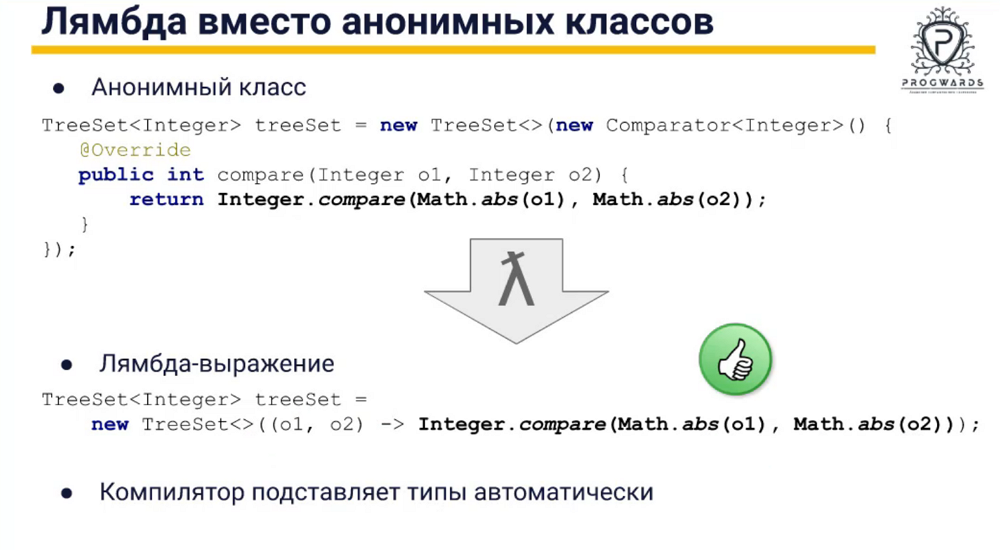 Лямбда вместо анонимных классов
PROGWARDS
● Анонимный класс
TreeSet<Integer> treeSet = new TreeSet<>(new Comparator<Integer>() {
@Override
public int compare(Integer o1, Integer o2) {
return Integer.compare(Math.abs(o1), Math.abs(o2));
}
});
λ
● Лямбда-выражение
TreeSet<Integer> treeSet =
new TreeSet<>((o1, o2) -> Integer.compare(Math.abs(o1), Math.abs(o2)));
● Компилятор подставляет типы автоматически